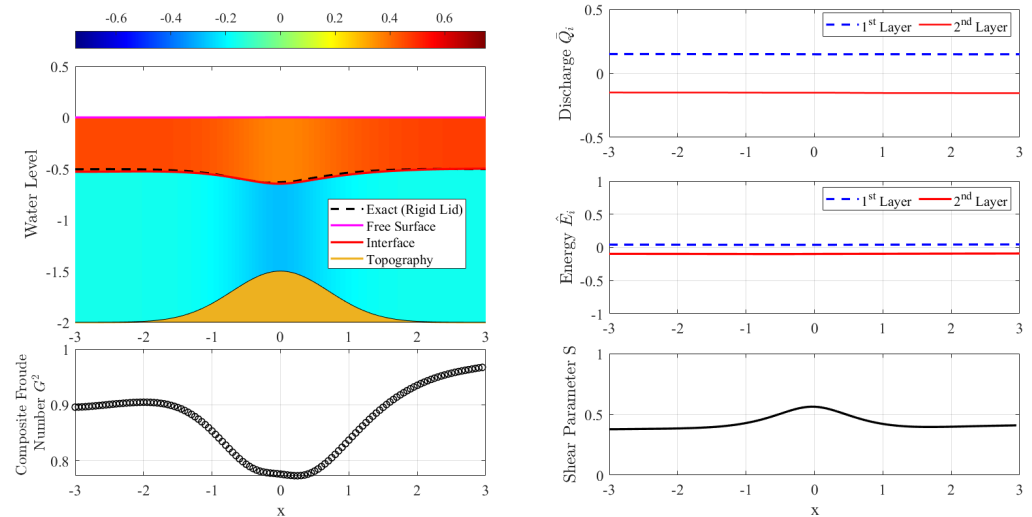 -0.6 -0.4 -0.2 0 0.2 0.4 0.6
0.5
0
-0.5
-1
-1.5
-2
Water Level
Exact (Rigid Lid)
Free Surface
Interface
Topography
-3 -2 -1 0 1 2 3
1
0.9
0.8
Composite Froude
Number G²
-3 -2 -1 0 1 2 3
x
0.5
0
-0.5
Discharge Q̄ᵢ
1ˢᵗ Layer 2ⁿᵈ Layer
-3 -2 -1 0 1 2 3
1
0.5
0
-0.5
-1
Energy Êᵢ
1ˢᵗ Layer 2ⁿᵈ Layer
-3 -2 -1 0 1 2 3
1
0.5
0
Shear Parameter S
-3 -2 -1 0 1 2 3
x